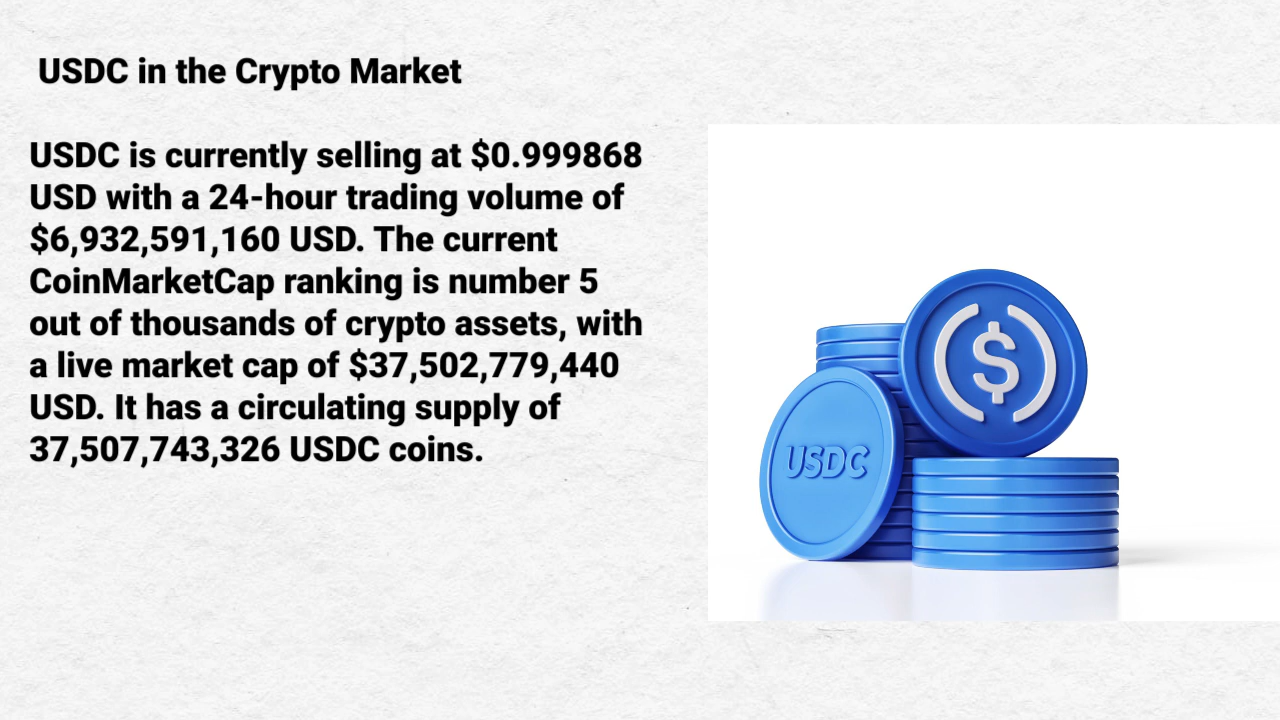 USDC in the Crypto Market
USDC is currently selling at $0.999868
USD with a 24-hour trading volume of
$6,932,591,160 USD. The current
CoinMarketCap ranking is number 5
out of thousands of crypto assets, with
a live market cap of $37,502,779,440
USD. It has a circulating supply of
37,507,743,326 USDC coins.
$
USDC